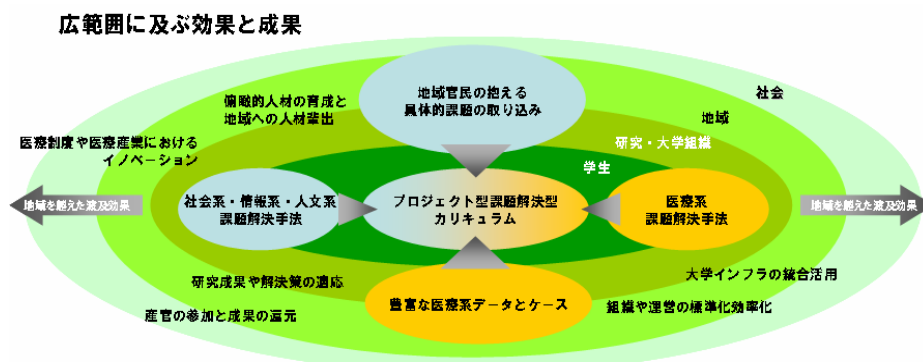 広範囲に及ぶ効果と成果
地域官民の抱える
具体的課題の取り込み
社会
俯瞰的人材の育成と
地域への人材輩出
地域
医療制度や医療産業における
イノベーション
研究・大学組織
学生
地域を越えた波及効果
社会系・情報系・人文系
課題解決手法
プロジェクト型課題解決型
カリキュラム
医療系
課題解決手法
地域を越えた波及効果
研究成果や解決策の適応
大学インフラの統合活用
豊富な医療系データとケース
組織や運営の標準化効率化
産官の参加と成果の還元